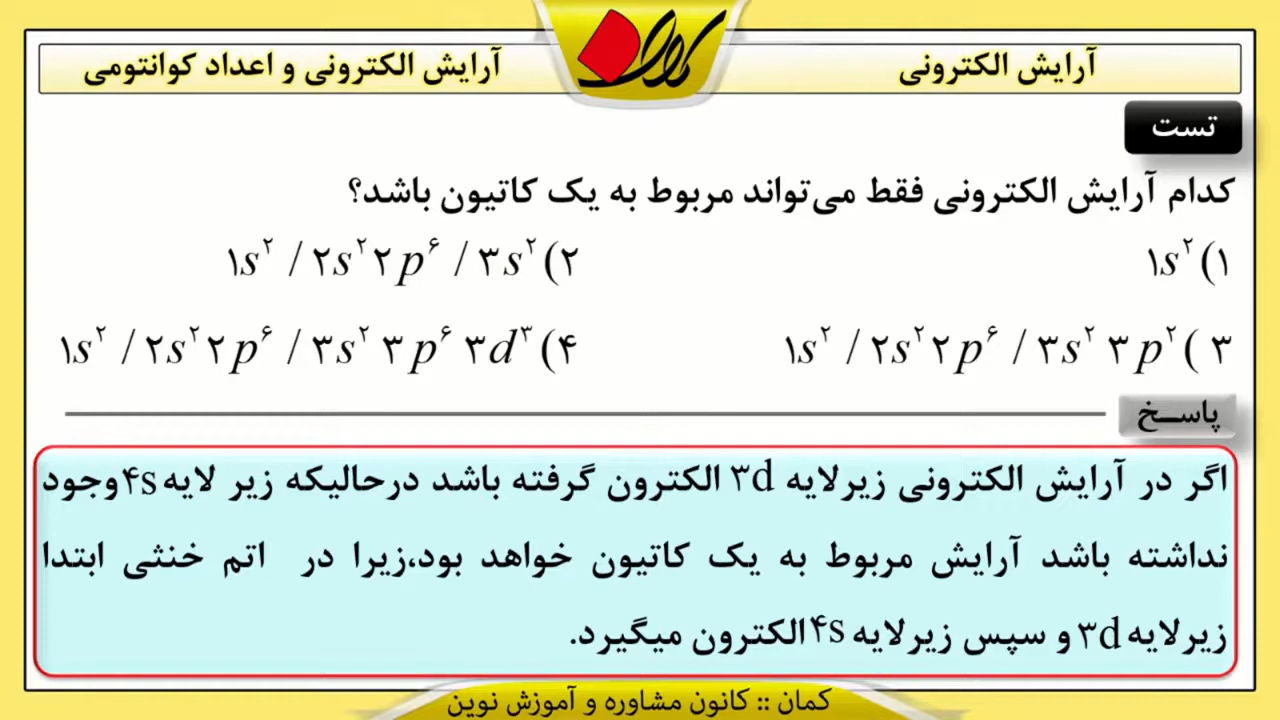 آرایش الکترونی
کمان
آرایش الکترونی و اعداد کوانتومی
تست
کدام آرایش الکترونی فقط می‌تواند مربوط به یک کاتیون باشد؟
۱) ۱s۲
۲) ۱s۲ / ۲s۲ ۲p۶ / ۳s۲
۳) ۱s۲ / ۲s۲ ۲p۶ / ۳s۲ ۳p۲
۴) ۱s۲ / ۲s۲ ۲p۶ / ۳s۲ ۳p۶ ۳d۳
پاسخ
اگر در آرایش الکترونی زیرلایه ۳d الکترون گرفته باشد درحالیکه زیر لایه ۴s وجود
نداشته باشد آرایش مربوط به یک کاتیون خواهد بود،زیرا در اتم خنثی ابتدا
زیرلایه ۳d و سپس زیرلایه ۴s الکترون میگیرد.
کمان :: کانون مشاوره و آموزش نوین